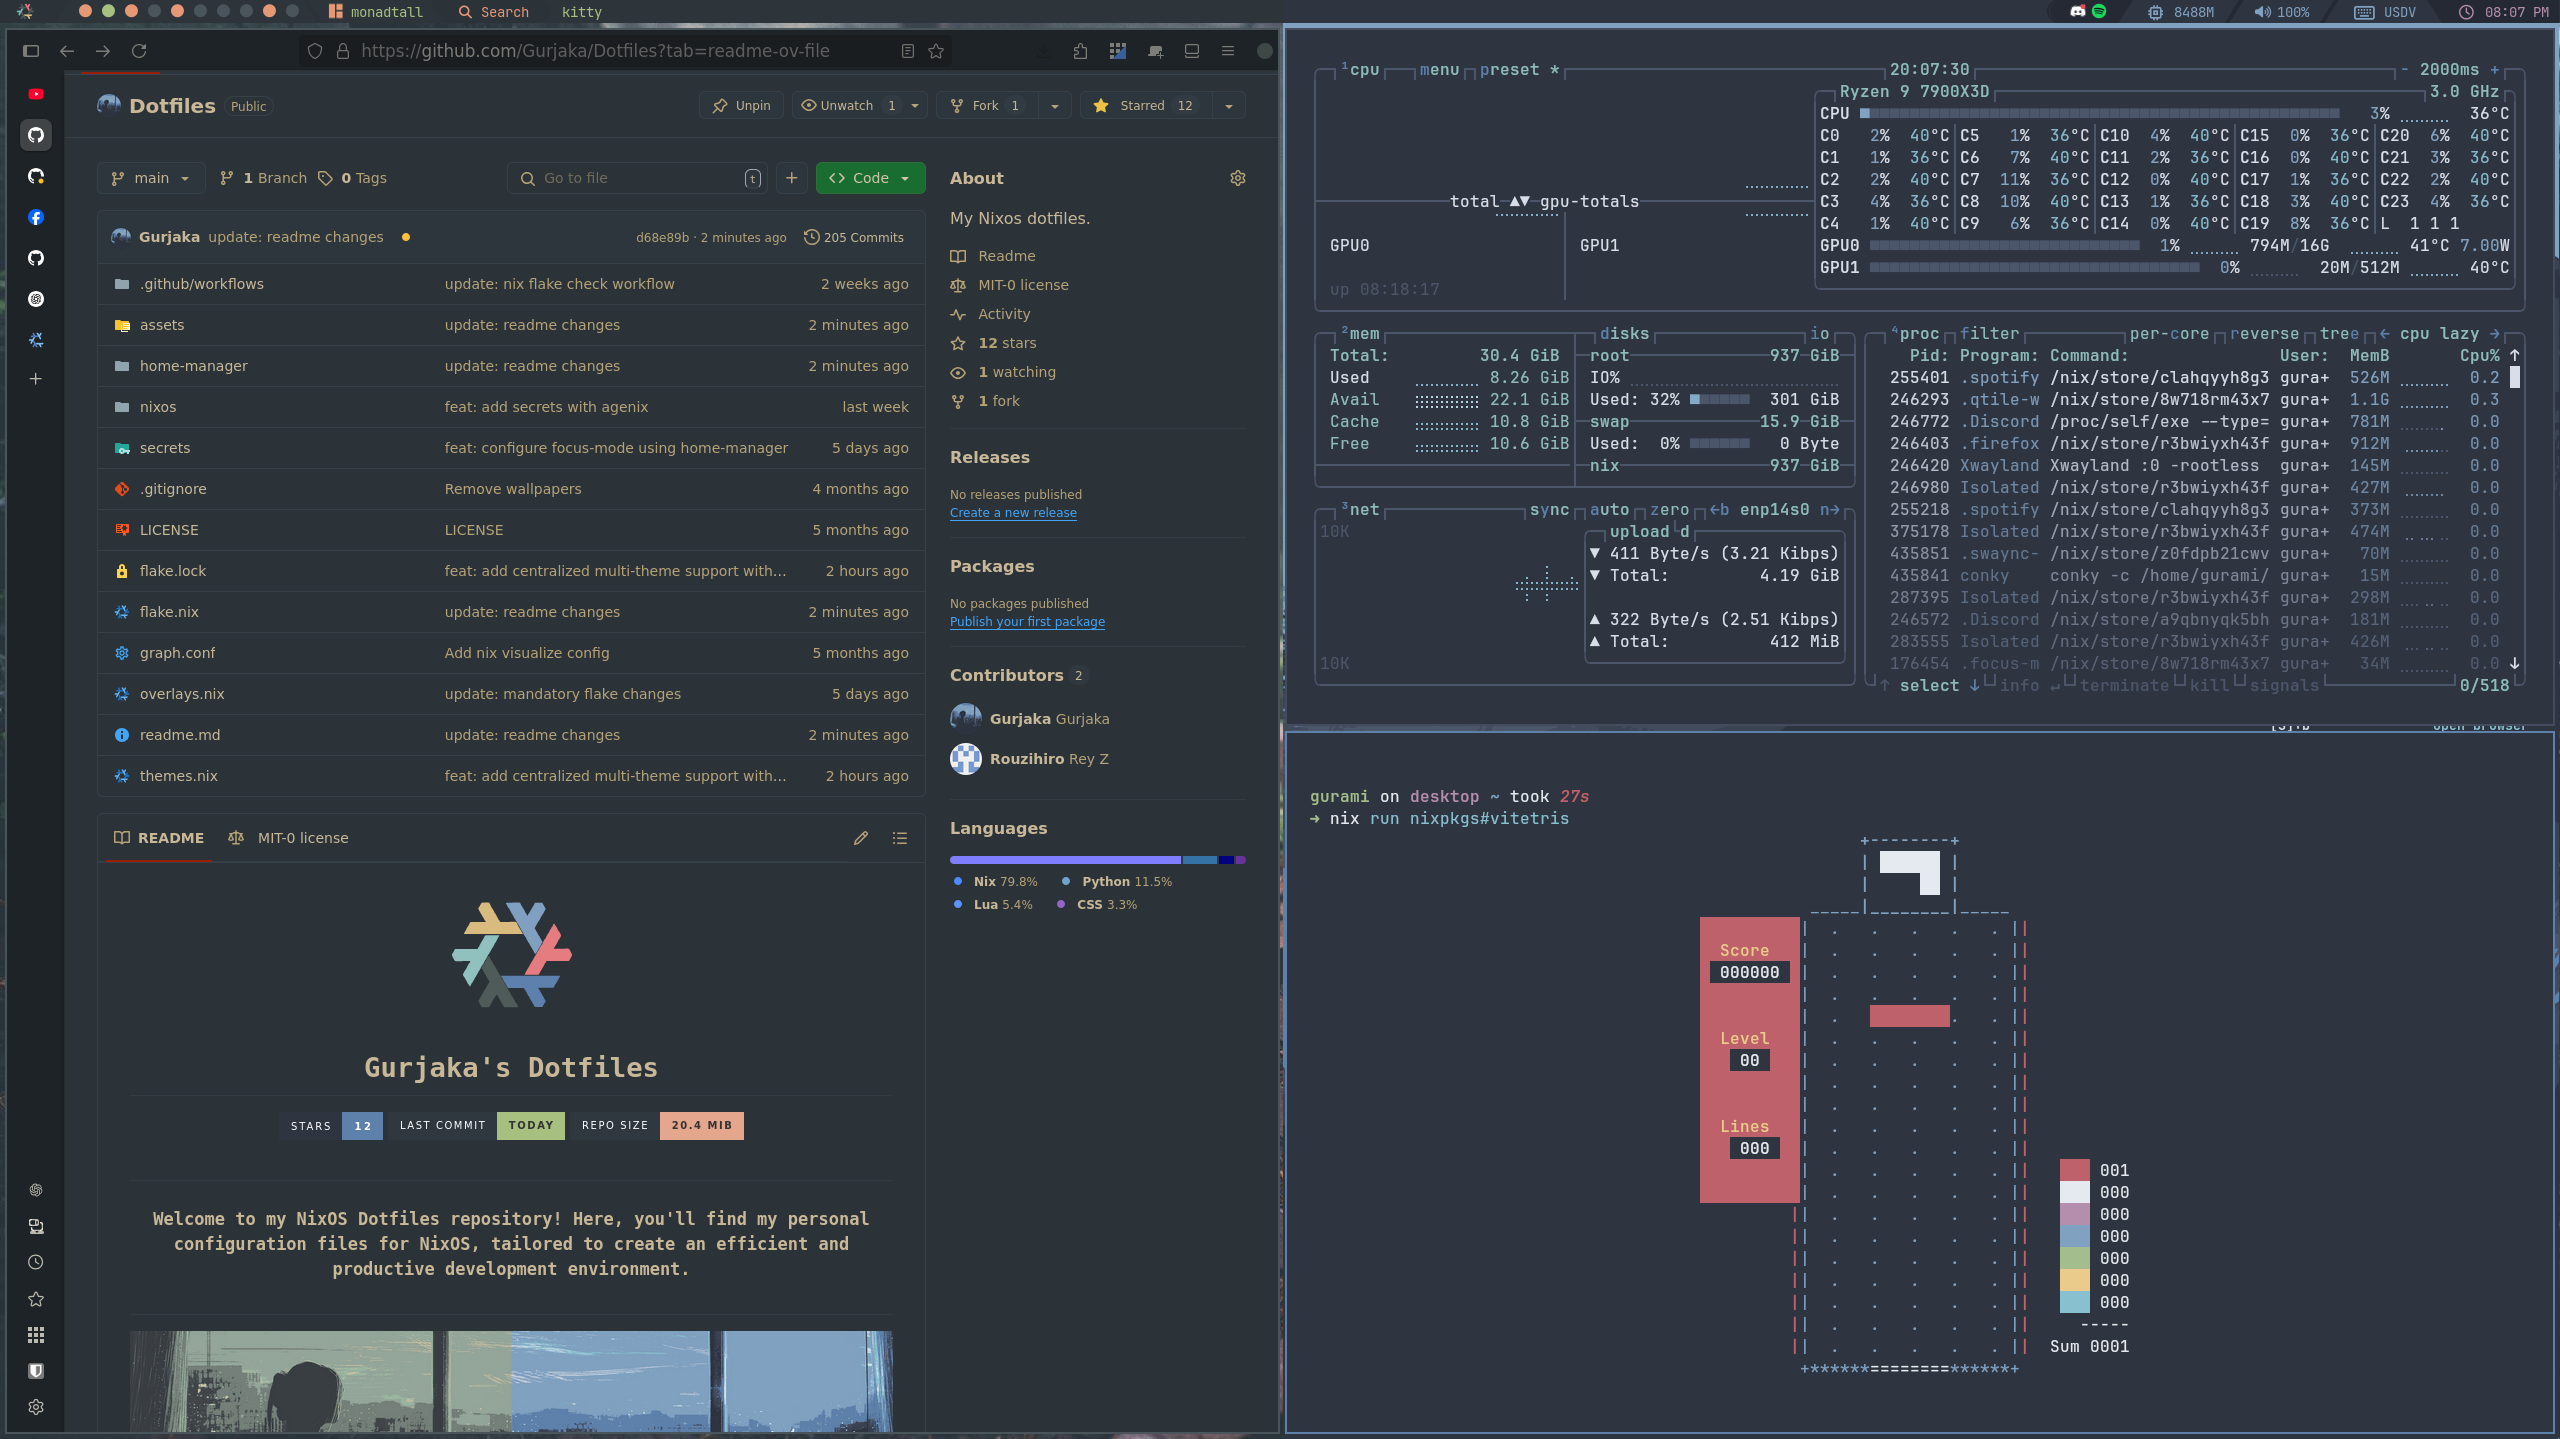 monadtall Search kitty 8488M 100% USDV 08:07 PM
https://github.com/Gurjaka/Dotfiles?tab=readme-ov-file
Dotfiles Public Unpin Unwatch 1 Fork 1 Starred 12
main 1 Branch 0 Tags Go to file t + Code
Gurjaka update: readme changes d68e89b · 2 minutes ago 205 Commits
.github/workflows update: nix flake check workflow 2 weeks ago
assets update: readme changes 2 minutes ago
home-manager update: readme changes 2 minutes ago
nixos feat: add secrets with agenix last week
secrets feat: configure focus-mode using home-manager 5 days ago
.gitignore Remove wallpapers 4 months ago
LICENSE LICENSE 5 months ago
flake.lock feat: add centralized multi-theme support with... 2 hours ago
flake.nix update: readme changes 2 minutes ago
graph.conf Add nix visualize config 5 months ago
overlays.nix update: mandatory flake changes 5 days ago
readme.md update: readme changes 2 minutes ago
themes.nix feat: add centralized multi-theme support with... 2 hours ago
README MIT-0 license
Gurjaka's Dotfiles
STARS 12 LAST COMMIT TODAY REPO SIZE 20.4 MIB
Welcome to my NixOS Dotfiles repository! Here, you'll find my personal
configuration files for NixOS, tailored to create an efficient and
productive development environment.
About
My Nixos dotfiles.
Readme
MIT-0 license
Activity
12 stars
1 watching
1 fork
Releases
No releases published
Create a new release
Packages
No packages published
Publish your first package
Contributors 2
Gurjaka Gurjaka
Rouzihiro Rey Z
Languages
Nix 79.8% Python 11.5%
Lua 5.4% CSS 3.3%
¹cpu menu preset * 20:07:30 - 2000ms +
Ryzen 9 7900X3D 3.0 GHz
CPU 3% 36°C
C0 2% 40°C C5 1% 36°C C10 4% 40°C C15 0% 36°C C20 6% 40°C
C1 1% 36°C C6 7% 40°C C11 2% 36°C C16 0% 40°C C21 3% 36°C
C2 2% 40°C C7 11% 36°C C12 0% 40°C C17 1% 36°C C22 2% 40°C
C3 4% 36°C C8 10% 40°C C13 1% 36°C C18 3% 40°C C23 4% 36°C
C4 1% 40°C C9 6% 36°C C14 0% 40°C C19 8% 36°C L 1 1 1
total ▲▼ gpu-totals
GPU0 GPU1
GPU0 1% 794M/16G 41°C 7.00W
GPU1 0% 20M/512M 40°C
up 08:18:17
²mem disks io
Total: 30.4 GiB
Used 8.26 GiB
Avail 22.1 GiB
Cache 10.8 GiB
Free 10.6 GiB
root 937 GiB
IO%
Used: 32% 301 GiB
swap 15.9 GiB
Used: 0% 0 Byte
nix 937 GiB
³net sync auto zero ←b enp14s0 n→
10K
upload d
▼ 411 Byte/s (3.21 Kibps)
▼ Total: 4.19 GiB
▲ 322 Byte/s (2.51 Kibps)
▲ Total: 412 MiB
10K
⁴proc filter per-core reverse tree ← cpu lazy →
Pid: Program: Command: User: MemB Cpu% ↑
255401 .spotify /nix/store/clahqyyh8g3 gura+ 526M 0.2
246293 .qtile-w /nix/store/8w718rm43x7 gura+ 1.1G 0.3
246772 .Discord /proc/self/exe --type= gura+ 781M 0.0
246403 .firefox /nix/store/r3bwiyxh43f gura+ 912M 0.0
246420 Xwayland Xwayland :0 -rootless gura+ 145M 0.0
246980 Isolated /nix/store/r3bwiyxh43f gura+ 427M 0.0
255218 .spotify /nix/store/clahqyyh8g3 gura+ 373M 0.0
375178 Isolated /nix/store/r3bwiyxh43f gura+ 474M 0.0
435851 .swaync- /nix/store/z0fdpb21cwv gura+ 70M 0.0
435841 conky conky -c /home/gurami/ gura+ 15M 0.0
287395 Isolated /nix/store/r3bwiyxh43f gura+ 298M 0.0
246572 .Discord /nix/store/a9qbnyqk5bh gura+ 181M 0.0
283555 Isolated /nix/store/r3bwiyxh43f gura+ 426M 0.0
176454 .focus-m /nix/store/8w718rm43x7 gura+ 34M 0.0 ↓
↑ select ↓ info ↵ terminate kill signals 0/518
gurami on desktop ~ took 27s
→ nix run nixpkgs#vitetris
Score
000000
Level
00
Lines
000
001
000
000
000
000
000
000
-----
Sum 0001
+******========******+